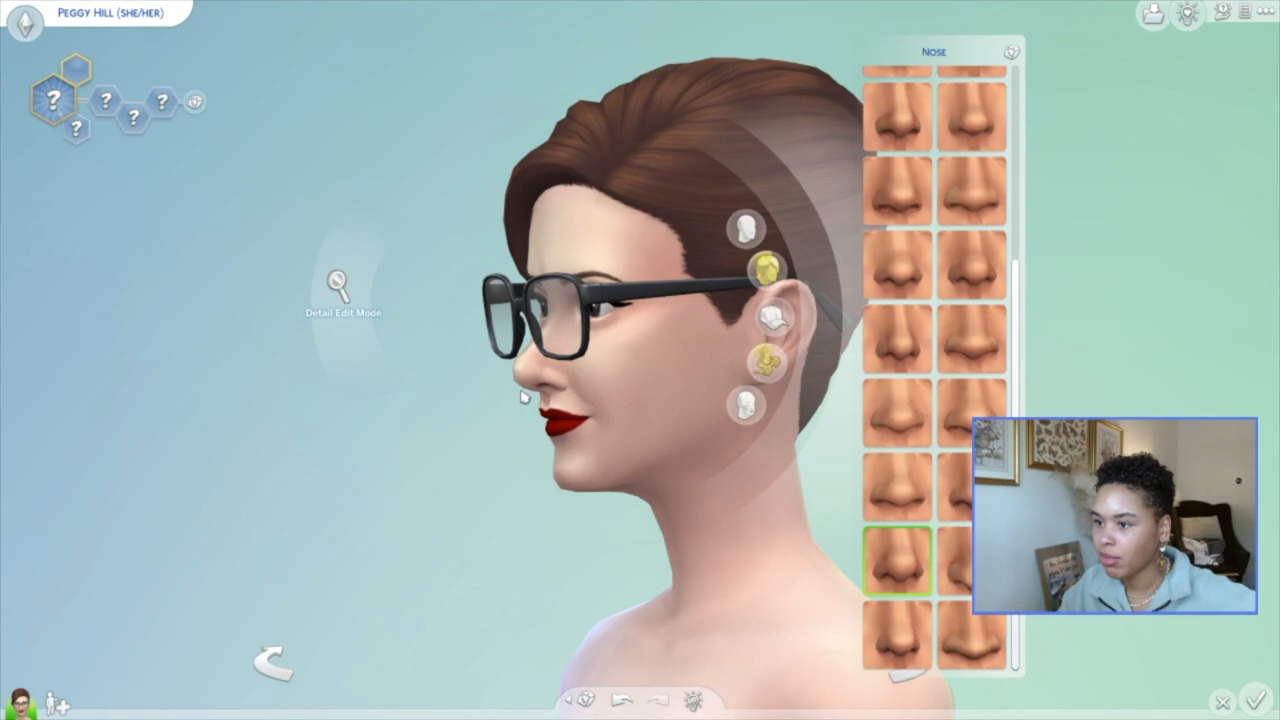 PEGGY HILL (SHE/HER)
NOSE
?
? ? ?
?
Detail Edit Mode